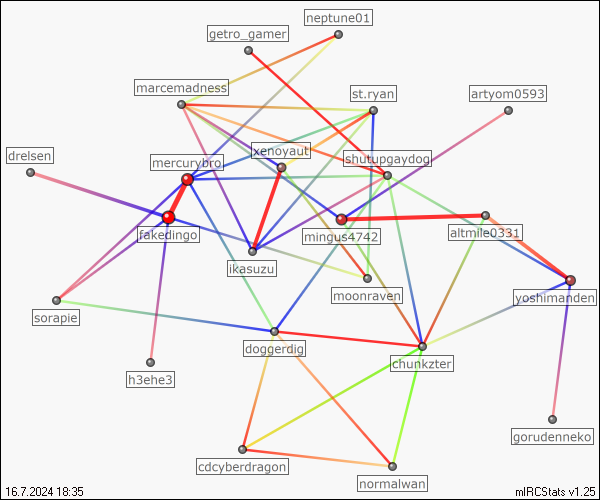 neptune01
getro_gamer
marcemadness
st.ryan
artyom0593
drelsen
mercurybro
xenoyaut
shutupgaydog
fakedingo
mingus4742
altmile0331
ikasuzu
moonraven
yoshimanden
sorapie
doggerdig
chunkzter
h3ehe3
gorudenneko
cdcyberdragon
normalwan
16.7.2024 18:35
mIRCStats v1.25